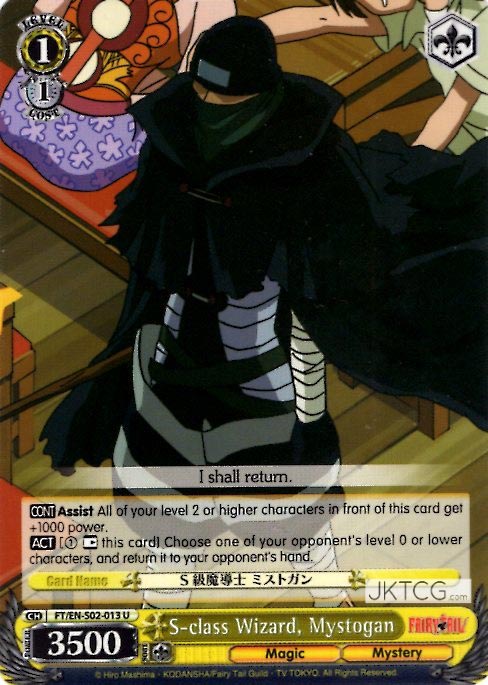 LEVEL
1
1
COST
I shall return.
CONT Assist All of your level 2 or higher characters in front of this card get
+1000 power.
ACT [① this card] Choose one of your opponent's level 0 or lower
characters, and return it to your opponent's hand.
Card Name S級魔導士 ミストガン
JKTCG.com
CH FT/EN-S02-013 U
POWER 3500 SOUL S-class Wizard, Mystogan FAIRY TAIL
Magic Mystery
© Hiro Mashima · KODANSHA/Fairy Tail Guild · TV TOKYO. All Rights Reserved.